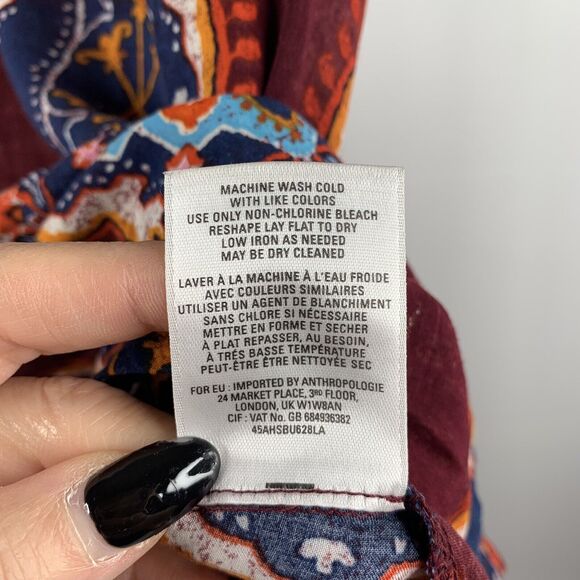 MACHINE WASH COLD
WITH LIKE COLORS
USE ONLY NON-CHLORINE BLEACH
RESHAPE LAY FLAT TO DRY
LOW IRON AS NEEDED
MAY BE DRY CLEANED
LAVER À LA MACHINE À L'EAU FROIDE
AVEC COULEURS SIMILAIRES
UTILISER UN AGENT DE BLANCHIMENT
SANS CHLORE SI NÉCESSAIRE
METTRE EN FORME ET SECHER
À PLAT REPASSER, AU BESOIN,
À TRÉS BASSE TEMPÉRATURE
PEUT-ÊTRE NETTOYÉE SEC
FOR EU : IMPORTED BY ANTHROPOLOGIE
24 MARKET PLACE, 3RD FLOOR,
LONDON, UK W1W8AN
CIF : VAT No. GB 684936382
45AHSBU628LA